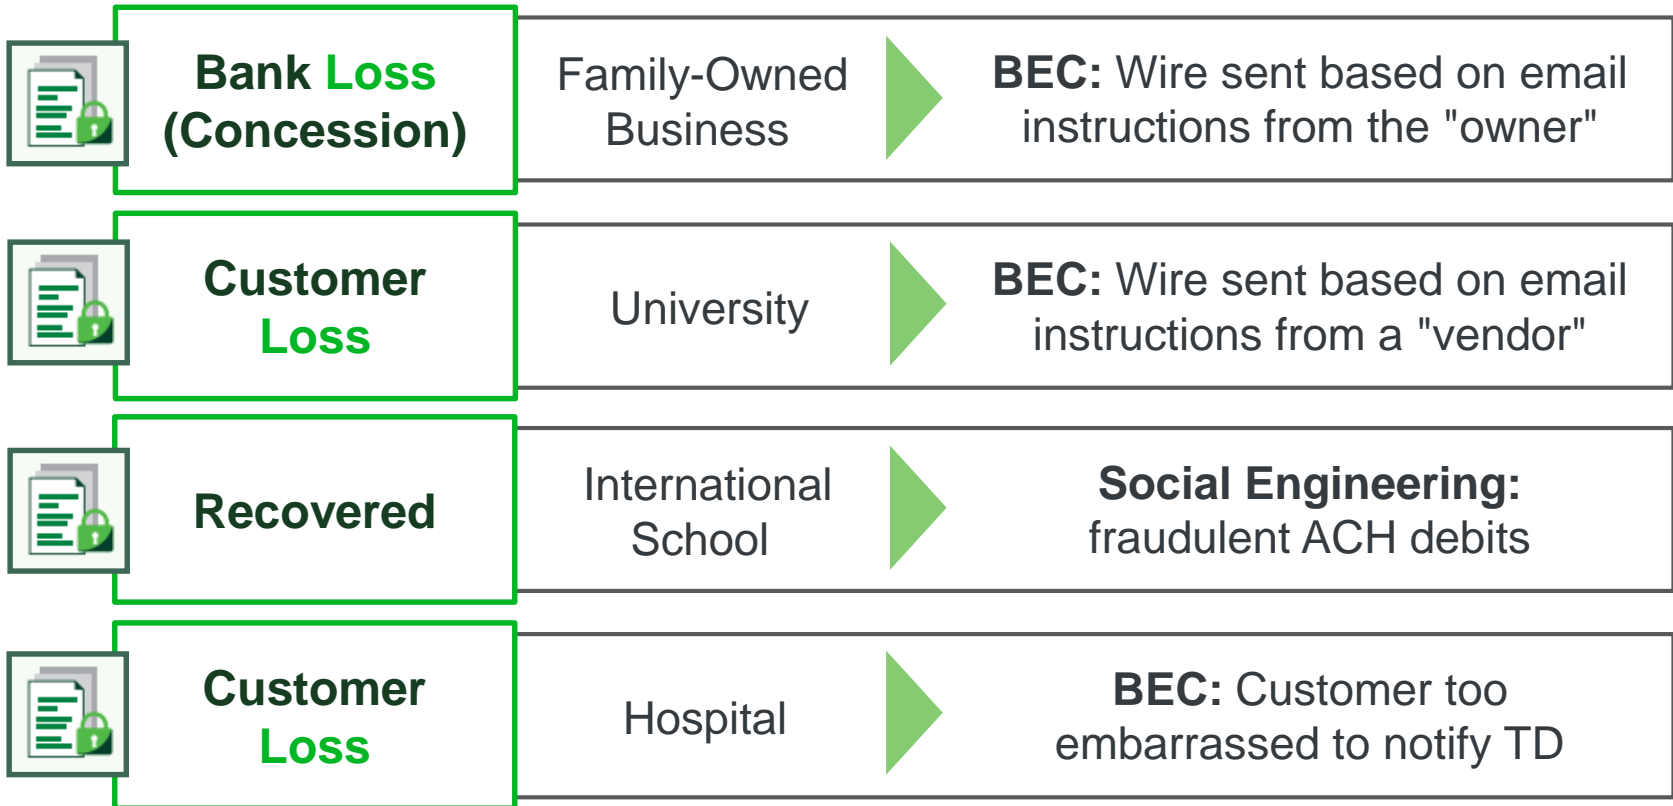 Bank Loss
(Concession)
Family-Owned
Business
BEC: Wire sent based on email
instructions from the "owner"
Customer
Loss
University
BEC: Wire sent based on email
instructions from a "vendor"
Recovered
International
School
Social Engineering:
fraudulent ACH debits
Customer
Loss
Hospital
BEC: Customer too
embarrassed to notify TD